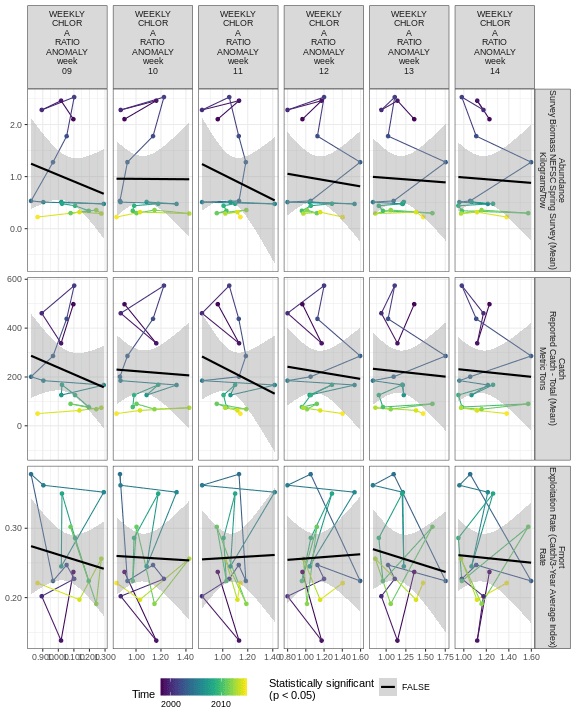 WEEKLY
CHLOR
A
RATIO
ANOMALY
week
09
WEEKLY
CHLOR
A
RATIO
ANOMALY
week
10
WEEKLY
CHLOR
A
RATIO
ANOMALY
week
11
WEEKLY
CHLOR
A
RATIO
ANOMALY
week
12
WEEKLY
CHLOR
A
RATIO
ANOMALY
week
13
WEEKLY
CHLOR
A
RATIO
ANOMALY
week
14
2.0
1.0
0.0
Abundance
Survey Biomass NEFSC Spring Survey (Mean)
Kilograms/Tow
600
400
200
0
Catch
Reported Catch - Total (Mean)
Metric Tons
0.30
0.20
Fmort
Exploitation Rate (Catch/3-Year Average Index)
Rate
1.20 1.40
1.00 1.20 1.40
0.80 1.00 1.20 1.40 1.60
1.00 1.25 1.50 1.75
1.00 1.20 1.40 1.60
Time
2000 2010
Statistically significant
(p < 0.05)
FALSE